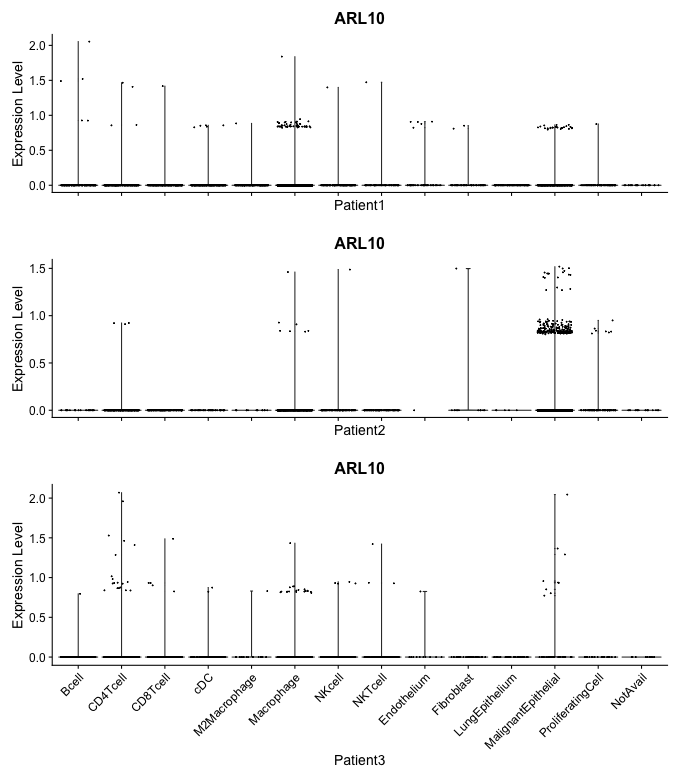 ARL10
Expression Level
2.0
1.5
1.0
0.5
0.0
Patient1
ARL10
Expression Level
1.5
1.0
0.5
0.0
Patient2
ARL10
Expression Level
2.0
1.5
1.0
0.5
0.0
Bcell
CD4Tcell
CD8Tcell
cDC
M2Macrophage
Macrophage
NKcell
NKTcell
Endothelium
Fibroblast
LungEpithelium
MalignantEpithelial
ProliferatingCell
NotAvail
Patient3